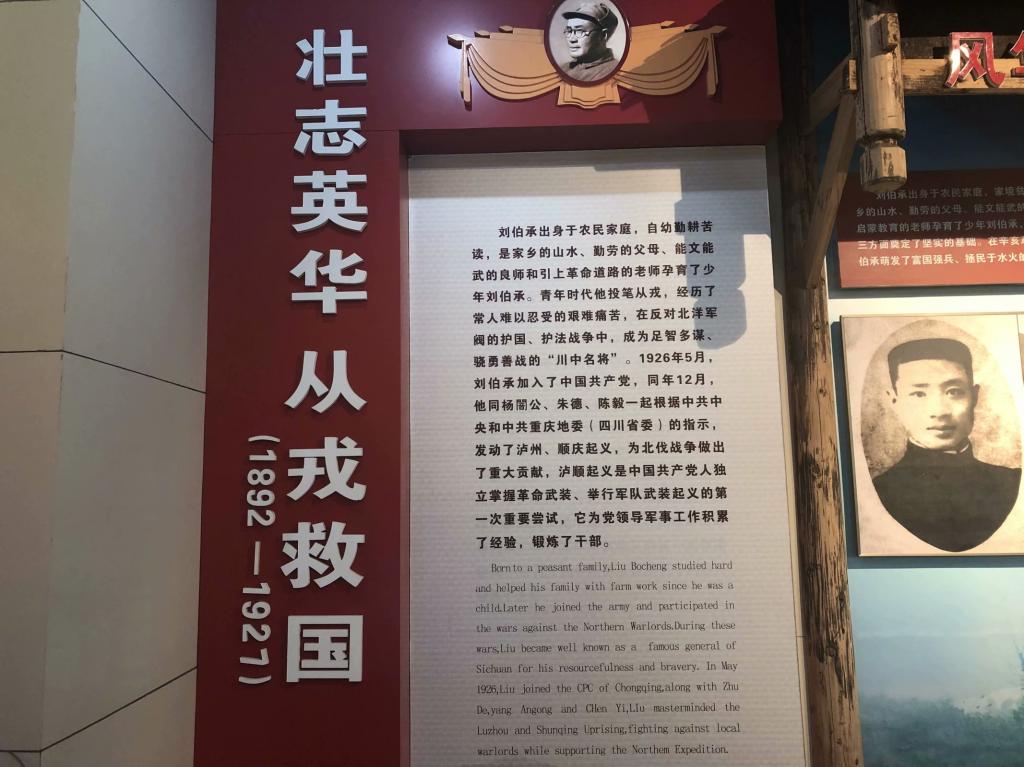 壮志英华 从戎救国
(1892—1927)
刘伯承出身于农民家庭，自幼勤耕苦
读，是家乡的山水、勤劳的父母、能文能
武的良师和引上革命道路的老师孕育了少
年刘伯承。青年时代他投笔从戎，经历了
常人难以忍受的艰难痛苦，在反对北洋军
阀的护国、护法战争中，成为足智多谋、
骁勇善战的“川中名将”。1926年5月，
刘伯承加入了中国共产党，同年12月，
他同杨闇公、朱德、陈毅一起根据中共中
央和中共重庆地委（四川省委）的指示，
发动了泸州、顺庆起义，为北伐战争做出
了重大贡献，泸顺起义是中国共产党人独
立掌握革命武装、举行军队武装起义的第
一次重要尝试，它为党领导军事工作积累
了经验，锻炼了干部。
Born to a peasant family,Liu Bocheng studied hard
and helped his family with farm work since he was a
child.Later he joined the army and participated in
the wars against the Northern Warlords.During these
wars,Liu became well known as a famous general of
Sichuan for his resourcefulness and bravery. In May
1926,Liu joined the CPC of Chongqing,along with Zhu
De,yang Angong and CHen Yi,LIu masterminded the
Luzhou and Shunqing Uprising,fighting against local
warlords while supporting the Northem Expedition.
风
刘伯承出身于农民家庭，家境
乡的山水、勤劳的父母、能文能武的
启蒙教育的老师孕育了少年刘伯承，
三方面奠定了坚实的基础。在辛亥
伯承萌发了富国强兵、拯民于水火的